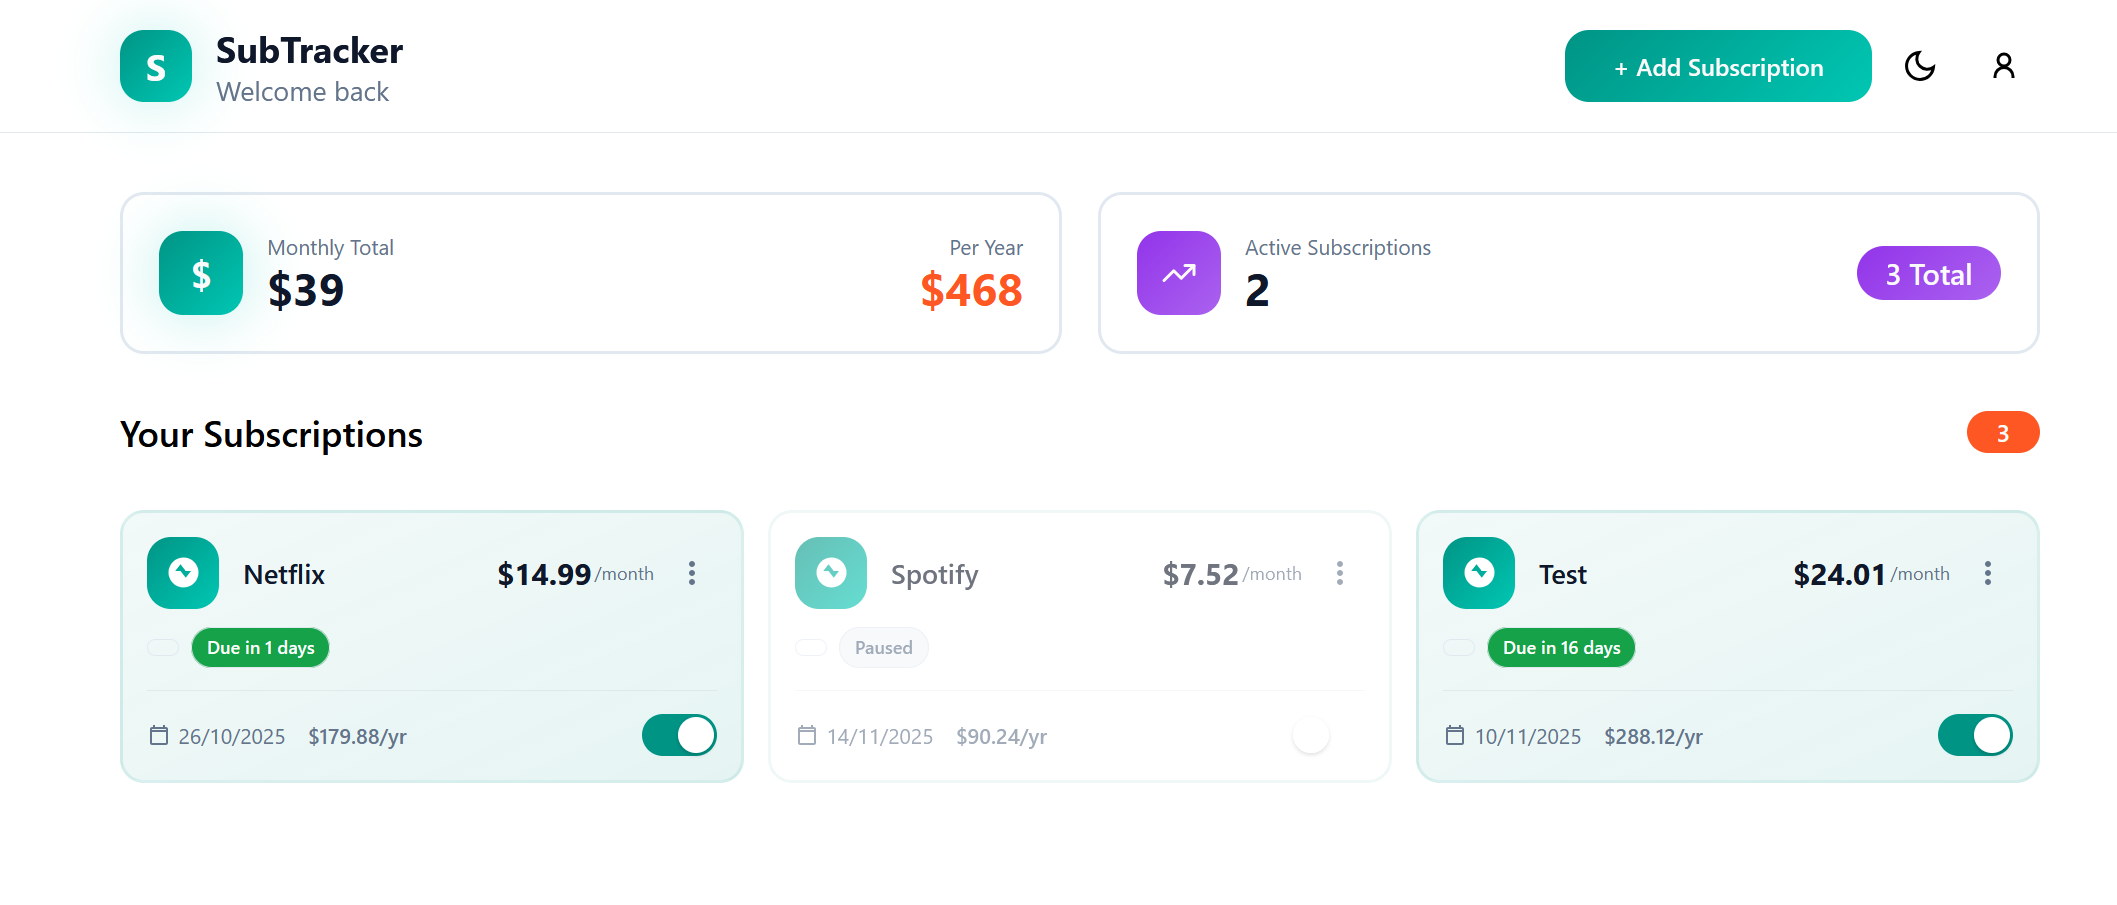 S
SubTracker
Welcome back
+ Add Subscription
$
Monthly Total
$39
Per Year
$468
Active Subscriptions
2
3 Total
Your Subscriptions
3
Netflix
$14.99/month
Due in 1 days
26/10/2025 $179.88/yr
Spotify
$7.52/month
Paused
14/11/2025 $90.24/yr
Test
$24.01/month
Due in 16 days
10/11/2025 $288.12/yr